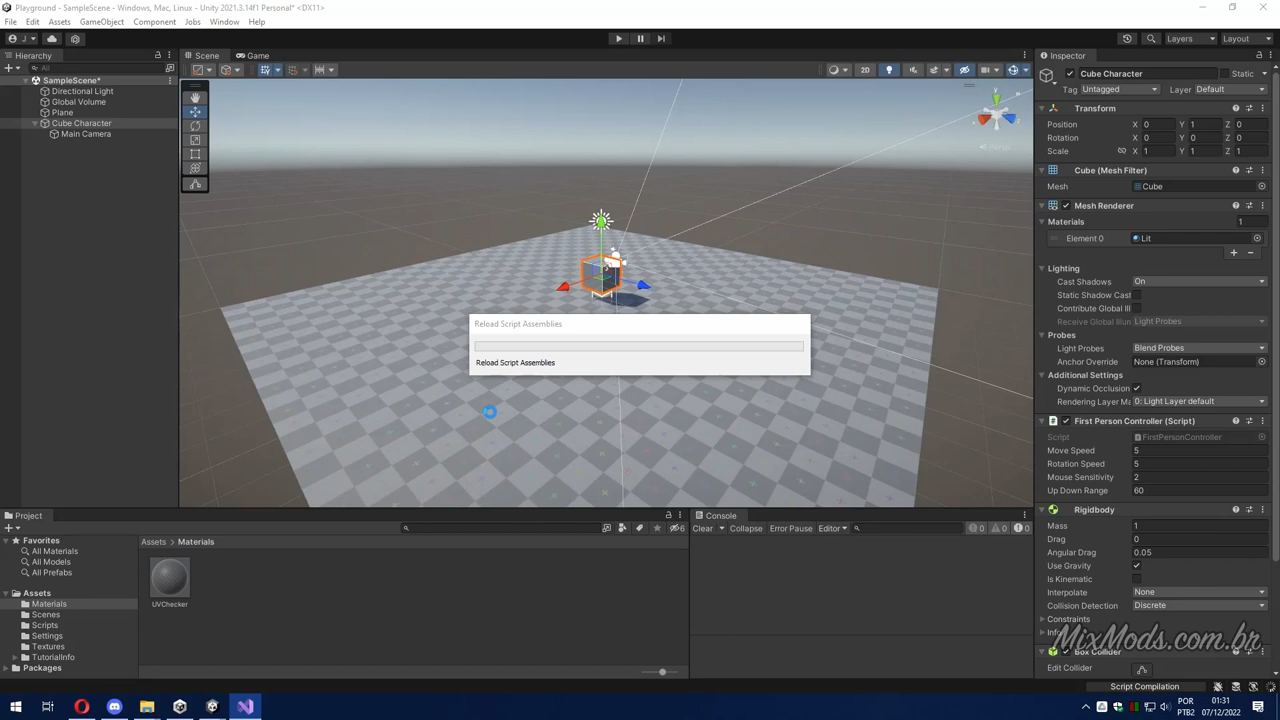 Playground - SampleScene - Windows, Mac, Linux - Unity 2021.3.14f1 Personal* <DX11>
File Edit Assets GameObject Component Jobs Window Help
J
Layers
Layout
Hierarchy
All
SampleScene*
Directional Light
Global Volume
Plane
Cube Character
Main Camera
Scene Game
2D
y
Persp
Reload Script Assemblies
Reload Script Assemblies
Inspector
Cube Character
Static
Tag Untagged Layer Default
Transform
Position X 0 Y 1 Z 0
Rotation X 0 Y 0 Z 0
Scale X 1 Y 1 Z 1
Cube (Mesh Filter)
Mesh Cube
Mesh Renderer
Materials 1
Element 0 Lit
Lighting
Cast Shadows On
Static Shadow Cast
Contribute Global Ill
Receive Global Illun Light Probes
Probes
Light Probes Blend Probes
Anchor Override None (Transform)
Additional Settings
Dynamic Occlusion
Rendering Layer Ma 0: Light Layer default
First Person Controller (Script)
Script FirstPersonController
Move Speed 5
Rotation Speed 5
Mouse Sensitivity 2
Up Down Range 60
Rigidbody
Mass 1
Drag 0
Angular Drag 0.05
Use Gravity
Is Kinematic
Interpolate None
Collision Detection Discrete
Constraints
Info
Box Collider
Edit Collider
MixMods.com.br
Project
6
Favorites
All Materials
All Models
All Prefabs
Assets
Materials
Scenes
Scripts
Settings
Textures
TutorialInfo
Packages
Assets > Materials
UVChecker
Console
Clear Collapse Error Pause Editor
0 0 0
Script Compilation
POR
PTB2
01:31
07/12/2022